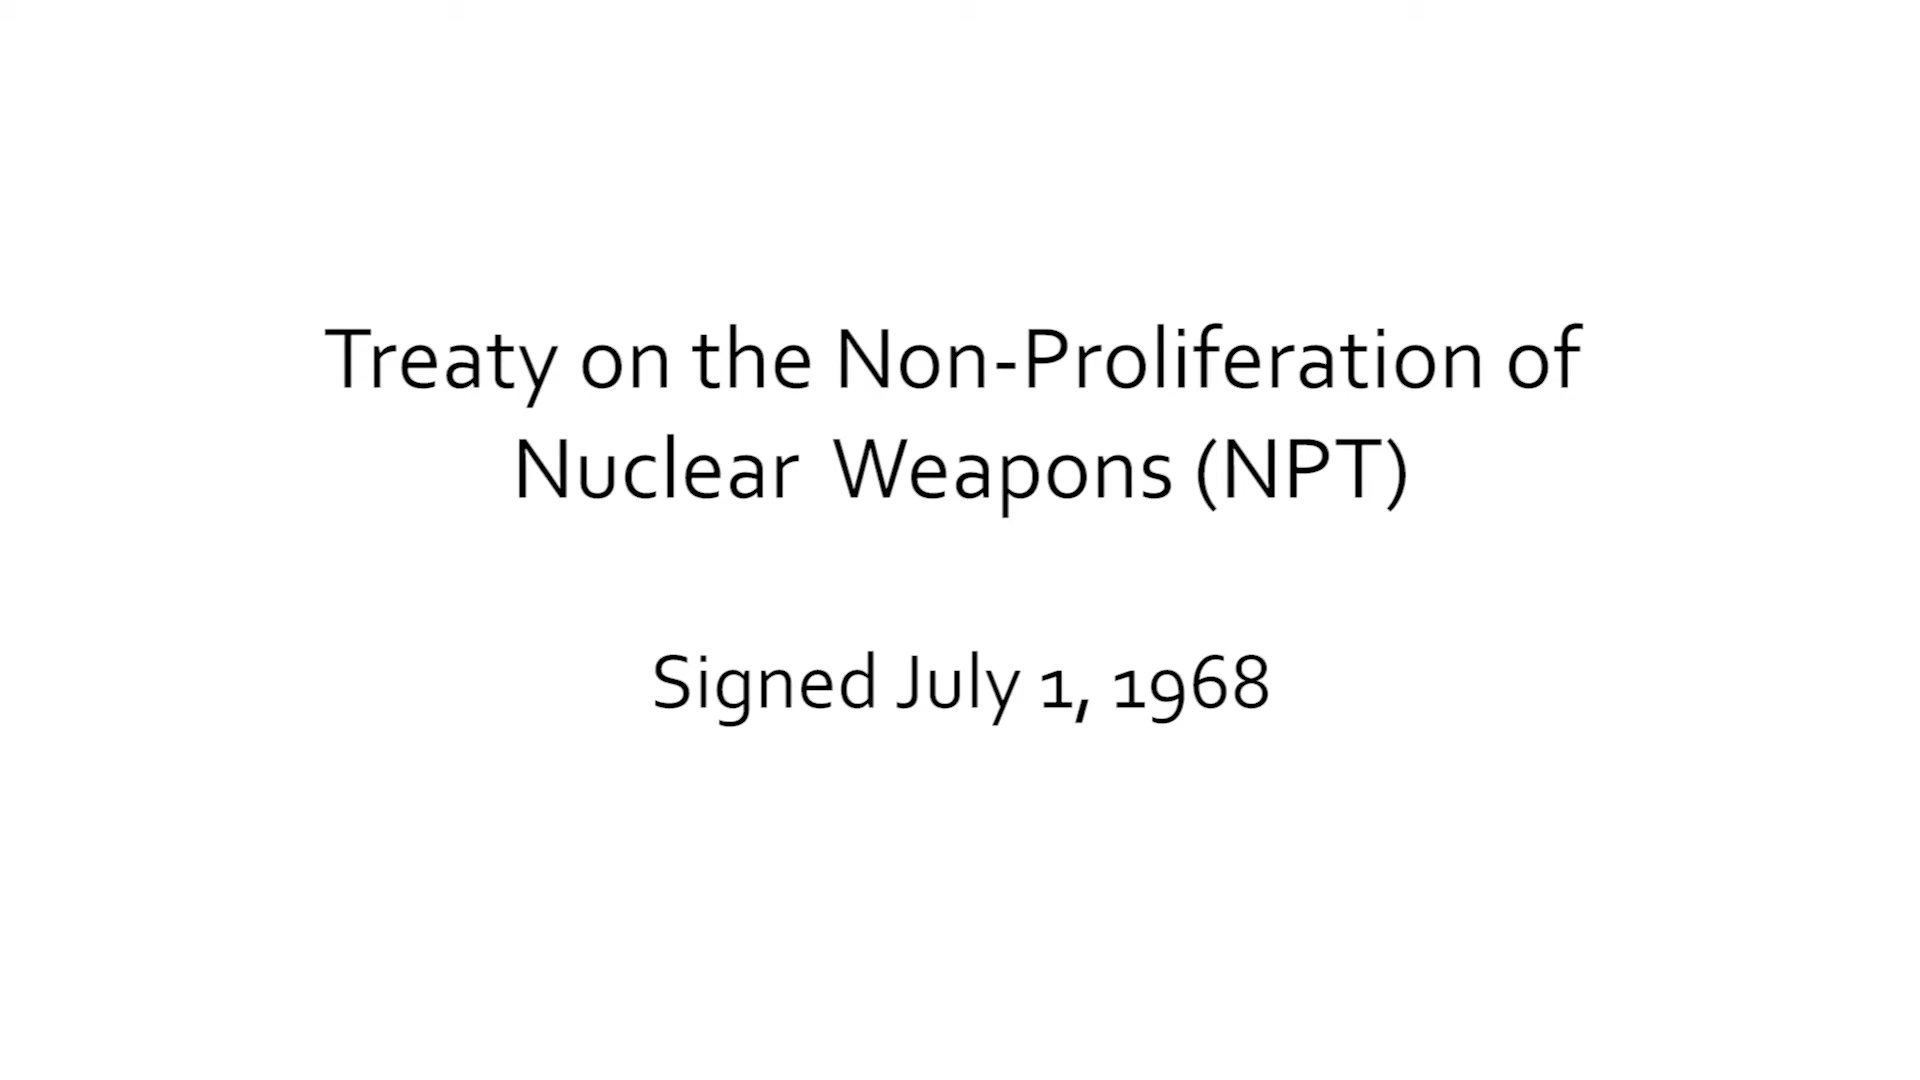 Treaty on the Non-Proliferation of
Nuclear Weapons (NPT)
Signed July 1, 1968